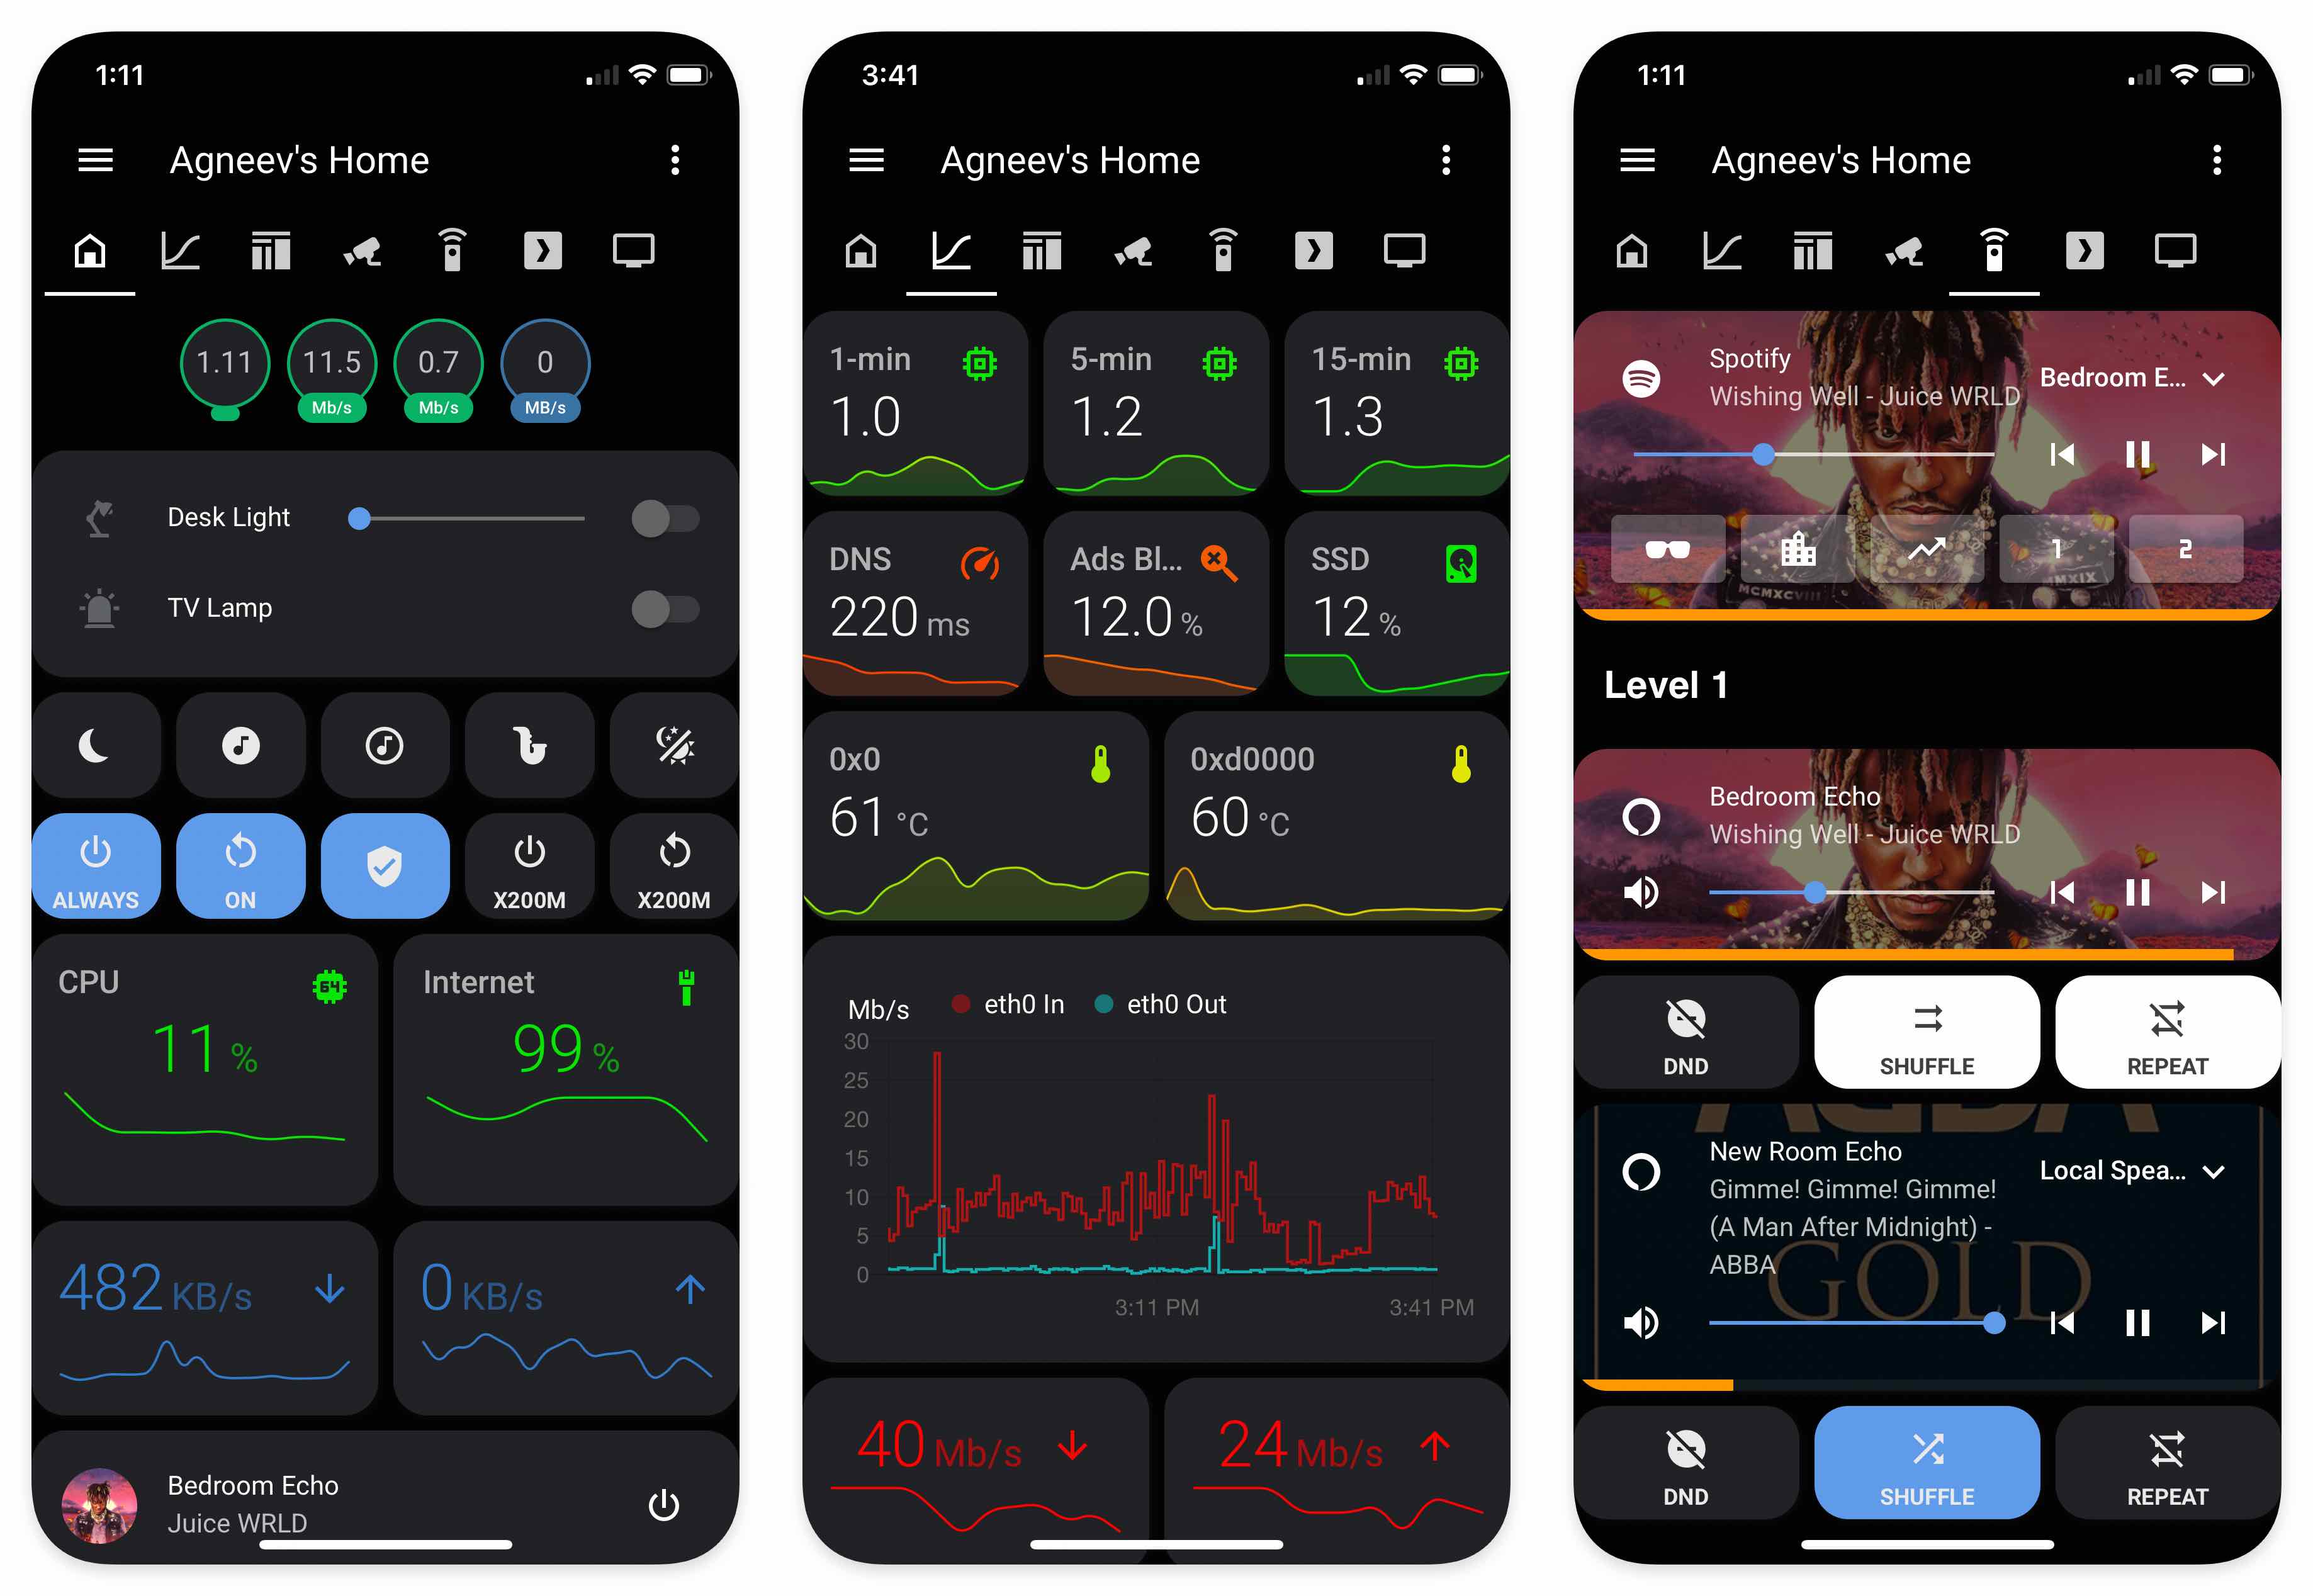 1:11
Agneev's Home
1.11
11.5
0.7
0
Mb/s
Mb/s
MB/s
Desk Light
TV Lamp
ALWAYS
ON
X200M
X200M
CPU
64
11 %
Internet
99 %
482 KB/s
0 KB/s
Bedroom Echo
Juice WRLD
3:41
Agneev's Home
1-min
1.0
5-min
1.2
15-min
1.3
DNS
220 ms
Ads Bl...
12.0 %
SSD
12 %
0x0
61 °C
0xd0000
60 °C
Mb/s
eth0 In
eth0 Out
30
25
20
15
10
5
0
3:11 PM
3:41 PM
40 Mb/s
24 Mb/s
1:11
Agneev's Home
Spotify
Wishing Well - Juice WRLD
Bedroom E...
1
2
MCMXCVIII
MMXIX
Level 1
Bedroom Echo
Wishing Well - Juice WRLD
DND
SHUFFLE
REPEAT
New Room Echo
Gimme! Gimme! Gimme!
(A Man After Midnight) -
ABBA
Local Spea...
GOLD
DND
SHUFFLE
REPEAT